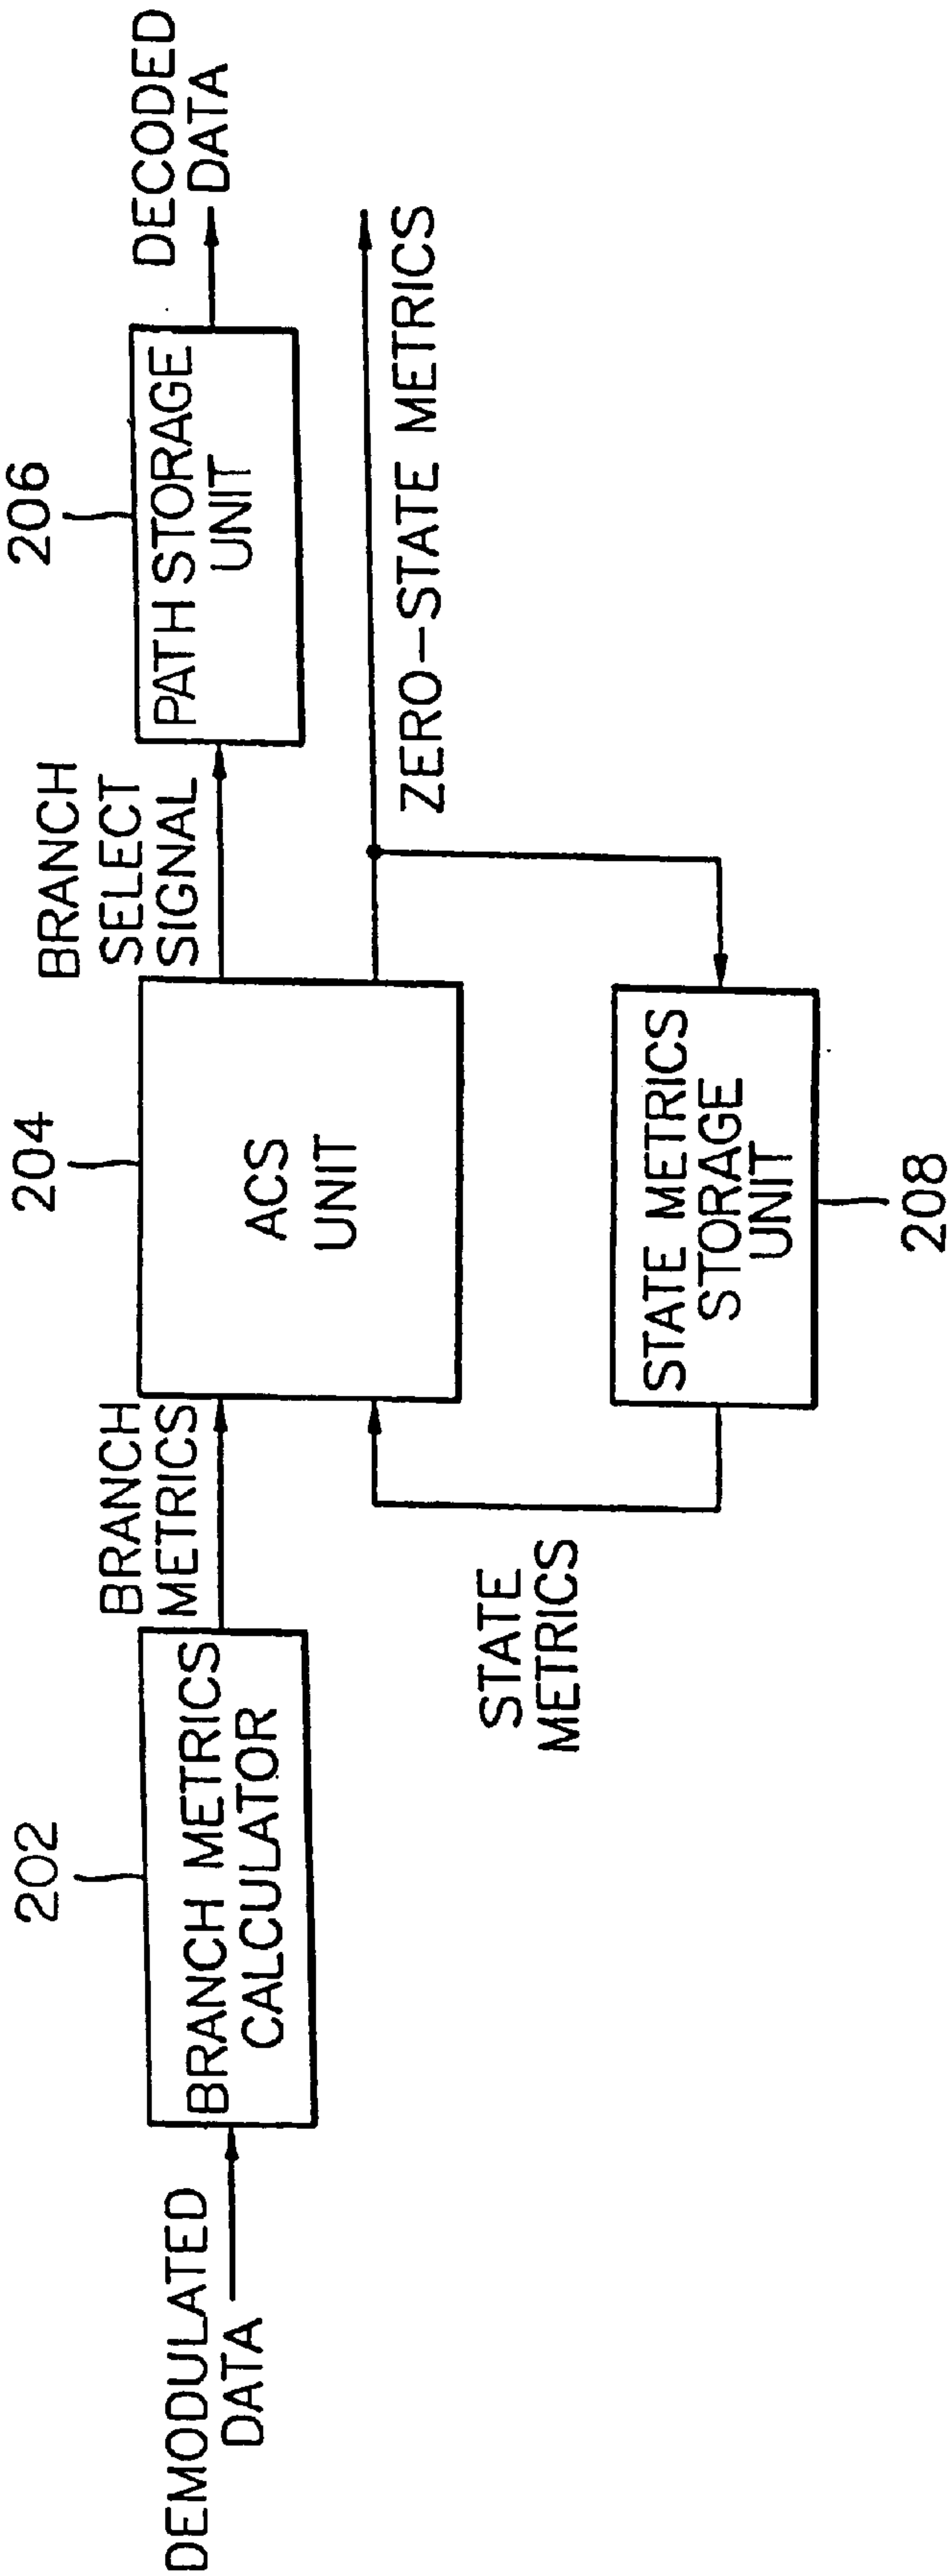 DEMODULATED
DATA
202
BRANCH METRICS
CALCULATOR
BRANCH
METRICS
204
ACS
UNIT
BRANCH
SELECT
SIGNAL
206
PATH STORAGE
UNIT
DECODED
DATA
ZERO-STATE METRICS
STATE
METRICS
STATE METRICS
STORAGE
UNIT
208